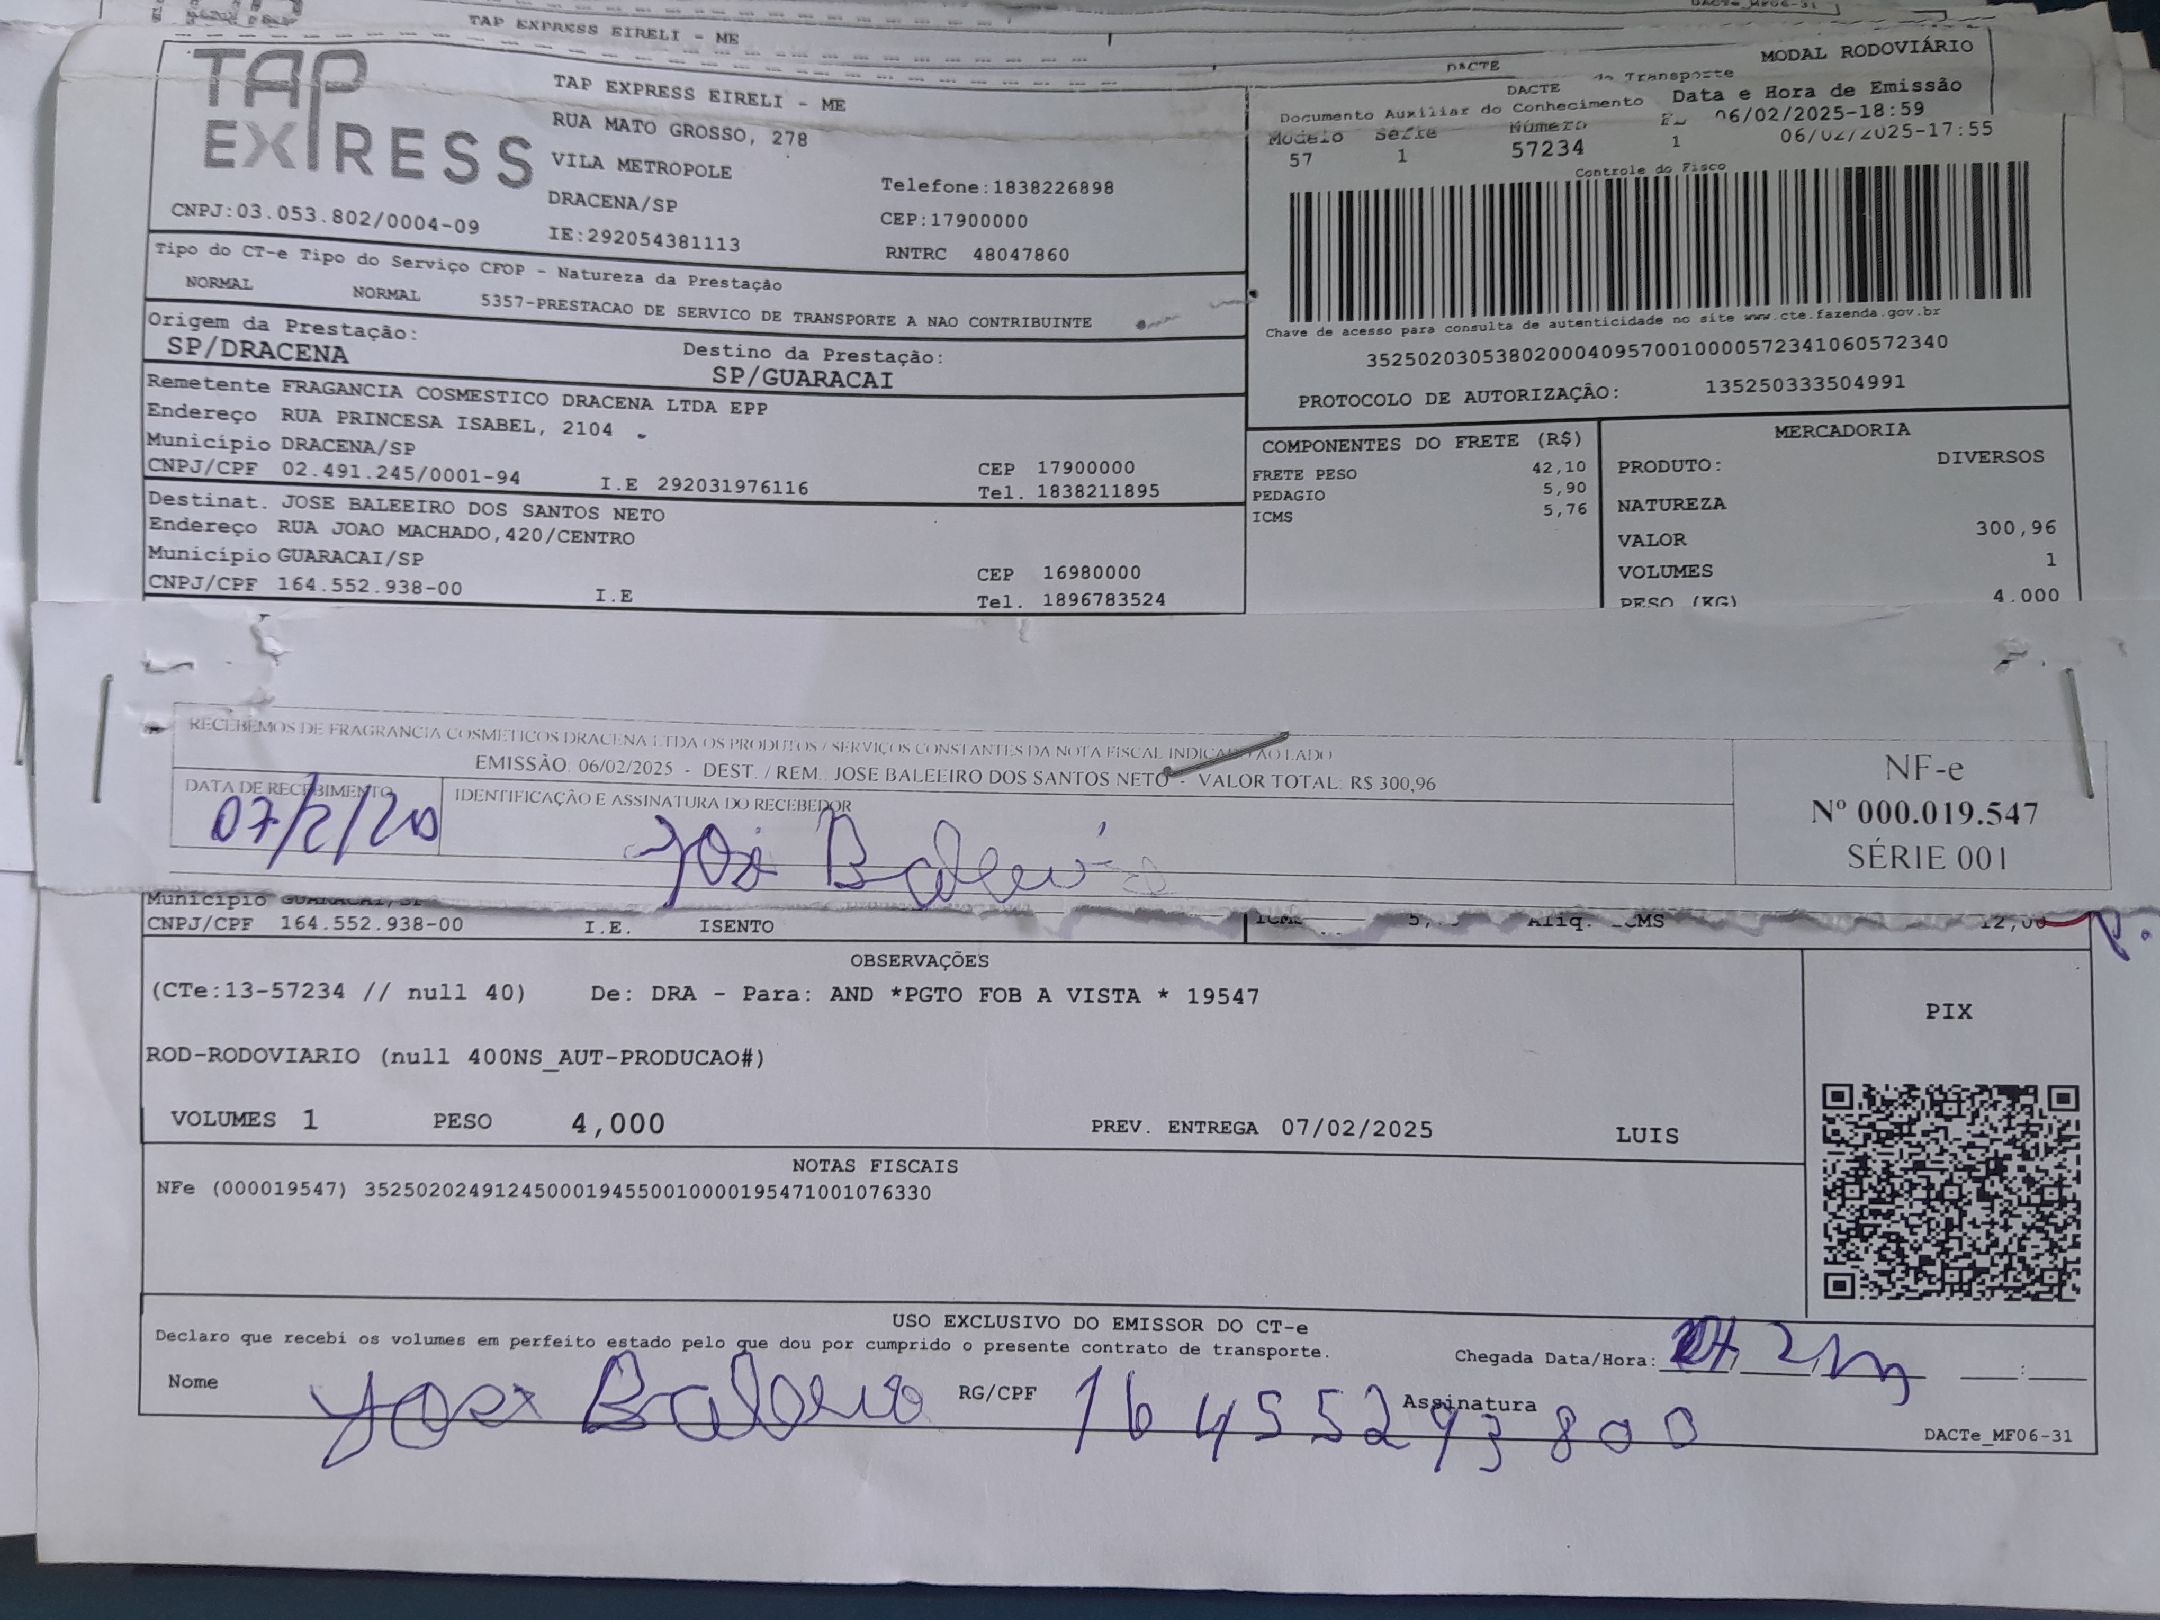 TAP EXPRESS EIRELI - ME
DACTE
MODAL RODOVIÁRIO
TAP EXPRESS
TAP EXPRESS EIRELI - ME
RUA MATO GROSSO, 278
VILA METROPOLE
DRACENA/SP
IE:292054381113
Telefone:1838226898
CEP:17900000
RNTRC 48047860
CNPJ:03.053.802/0004-09
DACTE
Documento Auxiliar do Conhecimento de Transporte
Data e Hora de Emissão
06/02/2025-18:59
Modelo Serie Número
57 1 57234 1 06/02/2025-17:55
Controle do Fisco
Chave de acesso para consulta de autenticidade no site www.cte.fazenda.gov.br
35250203053802000409570010000572341060572340
PROTOCOLO DE AUTORIZAÇÃO: 135250333504991
Tipo do CT-e Tipo do Serviço CFOP - Natureza da Prestação
NORMAL NORMAL 5357-PRESTACAO DE SERVICO DE TRANSPORTE A NAO CONTRIBUINTE
Origem da Prestação:
SP/DRACENA
Destino da Prestação:
SP/GUARACAI
Remetente FRAGANCIA COSMESTICO DRACENA LTDA EPP
Endereço RUA PRINCESA ISABEL, 2104
Município DRACENA/SP
CEP 17900000
CNPJ/CPF 02.491.245/0001-94 I.E 292031976116 Tel. 1838211895
Destinat. JOSE BALEEIRO DOS SANTOS NETO
Endereço RUA JOAO MACHADO,420/CENTRO
Município GUARACAI/SP
CEP 16980000
CNPJ/CPF 164.552.938-00 I.E Tel. 1896783524
COMPONENTES DO FRETE (R$)
FRETE PESO 42,10
PEDAGIO 5,90
ICMS 5,76
MERCADORIA
PRODUTO: DIVERSOS
NATUREZA
VALOR 300,96
VOLUMES 1
PESO (KG) 4.000
RECEBEMOS DE FRAGRANCIA COSMETICOS DRACENA LTDA OS PRODUTOS / SERVIÇOS CONSTANTES DA NOTA FISCAL INDICADO AO LADO
EMISSÃO: 06/02/2025 - DEST. / REM.: JOSE BALEEIRO DOS SANTOS NETO - VALOR TOTAL: R$ 300,96
DATA DE RECEBIMENTO
07/2/20
IDENTIFICAÇÃO E ASSINATURA DO RECEBEDOR
José Baleeiro
NF-e
Nº 000.019.547
SÉRIE 001
Município GUARACAI/SP
CNPJ/CPF 164.552.938-00 I.E. ISENTO
ICMS Aliq. ICMS 12,00
OBSERVAÇÕES
(CTe:13-57234 // null 40) De: DRA - Para: AND *PGTO FOB A VISTA * 19547
ROD-RODOVIARIO (null 400NS_AUT-PRODUCAO#)
VOLUMES 1 PESO 4,000 PREV. ENTREGA 07/02/2025 LUIS
PIX
NOTAS FISCAIS
NFe (000019547) 35250202491245000194550010000195471001076330
USO EXCLUSIVO DO EMISSOR DO CT-e
Declaro que recebi os volumes em perfeito estado pelo que dou por cumprido o presente contrato de transporte.
Chegada Data/Hora:
Nome José Baleeiro RG/CPF 16455293800 Assinatura
DACTe_MF06-31